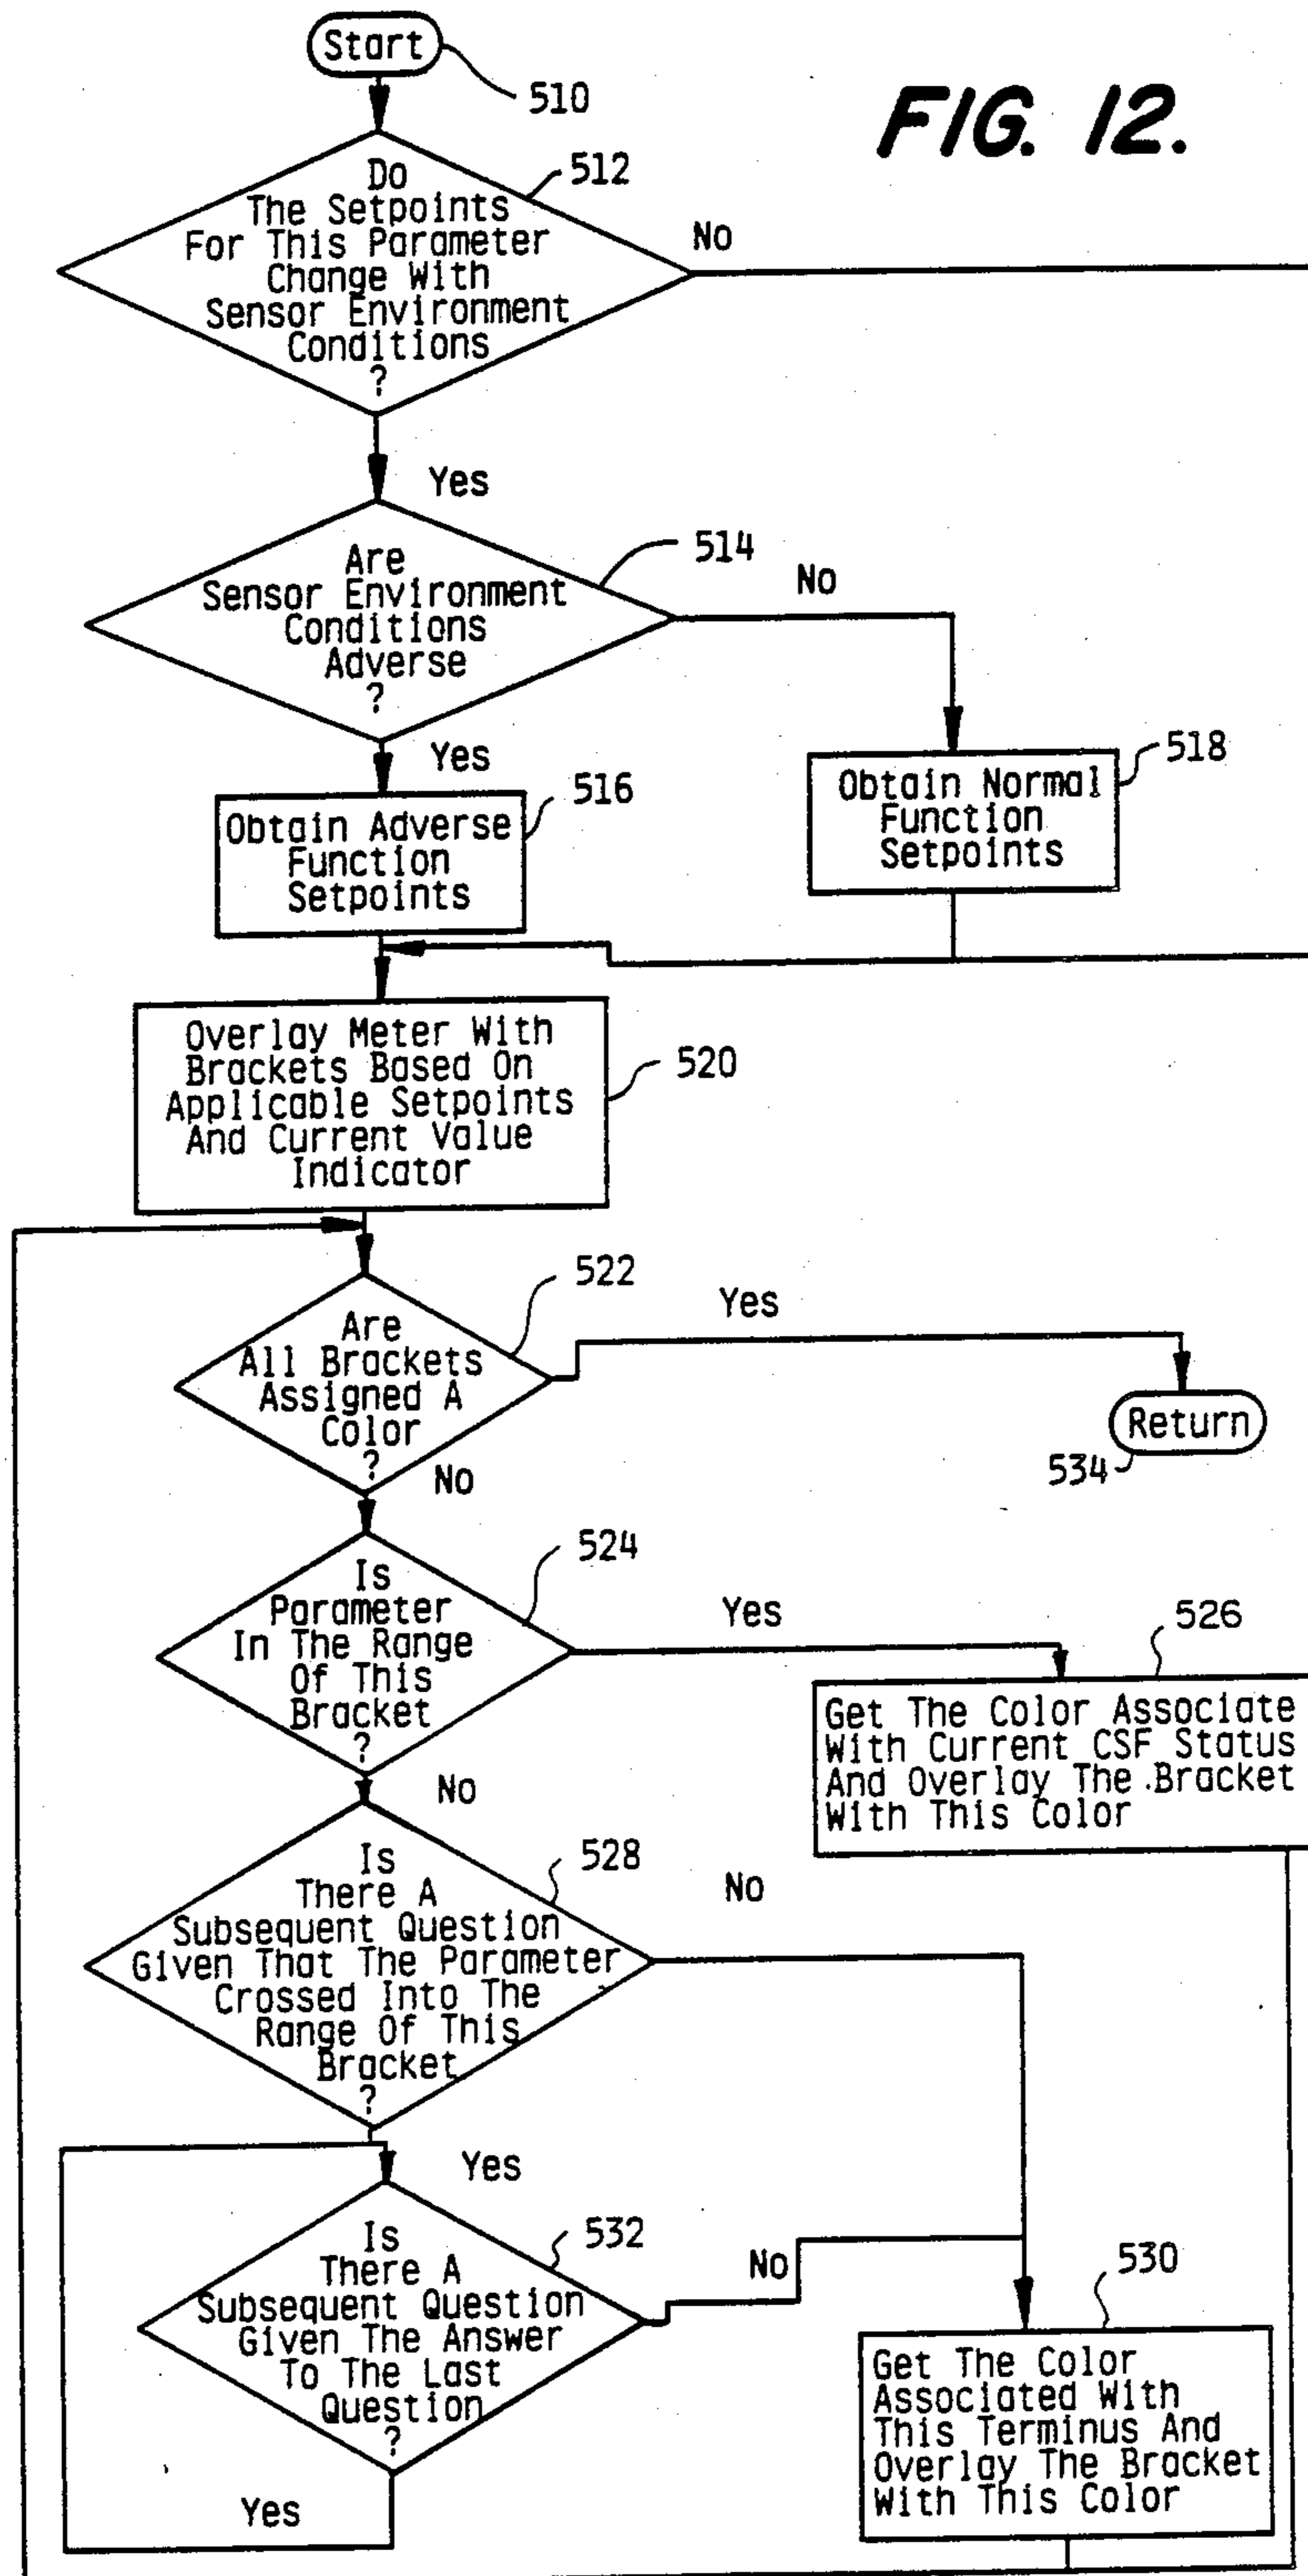 FIG. 12.
Start
510
Do
The Setpoints
For This Parameter
Change With
Sensor Environment
Conditions
?
512
No
Yes
Are
Sensor Environment
Conditions
Adverse
?
514
No
Yes
Obtain Adverse
Function
Setpoints
516
Obtain Normal
Function
Setpoints
518
Overlay Meter With
Brackets Based On
Applicable Setpoints
And Current Value
Indicator
520
Are
All Brackets
Assigned A
Color
?
522
Yes
Return
534
No
Is
Parameter
In The Range
Of This
Bracket
?
524
Yes
526
Get The Color Associate
With Current CSF Status
And Overlay The Bracket
With This Color
No
Is
There A
Subsequent Question
Given That The Parameter
Crossed Into The
Range Of This
Bracket
?
528
No
Yes
Is
There A
Subsequent Question
Given The Answer
To The Last
Question
?
532
No
Yes
530
Get The Color
Associated With
This Terminus And
Overlay The Bracket
With This Color